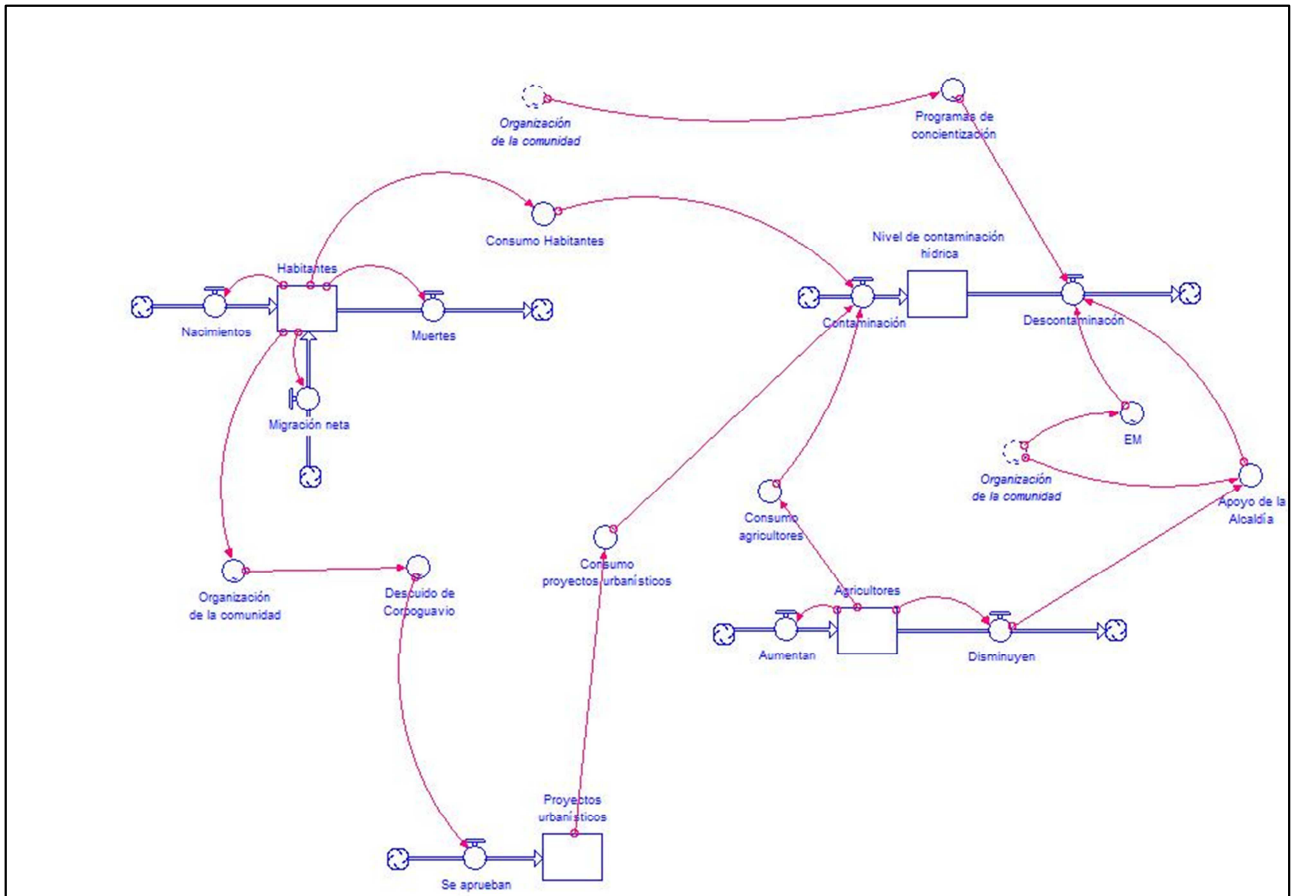 Organización
de la comunidad
Programas de
concientización
Consumo Habitantes
Nivel de contaminación
hídrica
Habitantes
Nacimientos
Muertes
Contaminación
Descontaminacón
Migración neta
EM
Organización
de la comunidad
Apoyo de la
Alcaldía
Consumo
agricultores
Consumo
proyectos urbanísticos
Organización
de la comunidad
Descuido de
Corpoguavio
Agricultores
Aumentan
Disminuyen
Proyectos
urbanísticos
Se aprueban